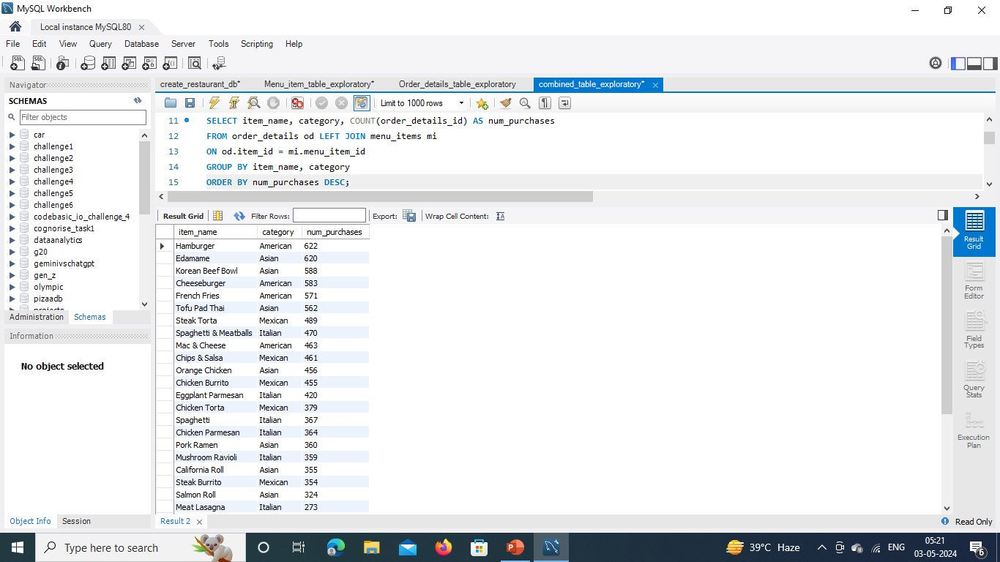 MySQL Workbench
Local instance MySQL80
File Edit View Query Database Server Tools Scripting Help
Navigator
SCHEMAS
Filter objects
car
challenge1
challenge2
challenge3
challenge4
challenge5
challenge6
codebasic_io_challenge_4
cognorise_task1
dataanalytics
g20
geminivschatgpt
gen_z
olympic
pizaadb
Administration Schemas
Information
No object selected
Object Info Session
create_restaurant_db* Menu_item_table_exploratory* Order_details_table_exploratory combined_table_exploratory*
Limit to 1000 rows
11 SELECT item_name, category, COUNT(order_details_id) AS num_purchases
12 FROM order_details od LEFT JOIN menu_items mi
13 ON od.item_id = mi.menu_item_id
14 GROUP BY item_name, category
15 ORDER BY num_purchases DESC;
Result Grid Filter Rows: Export: Wrap Cell Content:
item_name category num_purchases
Hamburger American 622
Edamame Asian 620
Korean Beef Bowl Asian 588
Cheeseburger American 583
French Fries American 571
Tofu Pad Thai Asian 562
Steak Torta Mexican 489
Spaghetti & Meatballs Italian 470
Mac & Cheese American 463
Chips & Salsa Mexican 461
Orange Chicken Asian 456
Chicken Burrito Mexican 455
Eggplant Parmesan Italian 420
Chicken Torta Mexican 379
Spaghetti Italian 367
Chicken Parmesan Italian 364
Pork Ramen Asian 360
Mushroom Ravioli Italian 359
California Roll Asian 355
Steak Burrito Mexican 354
Salmon Roll Asian 324
Meat Lasagna Italian 273
Result
Grid
Form
Editor
Field
Types
Query
Stats
Execution
Plan
Result 2
Read Only
Type here to search
39°C Haze
ENG
05:21
03-05-2024
6